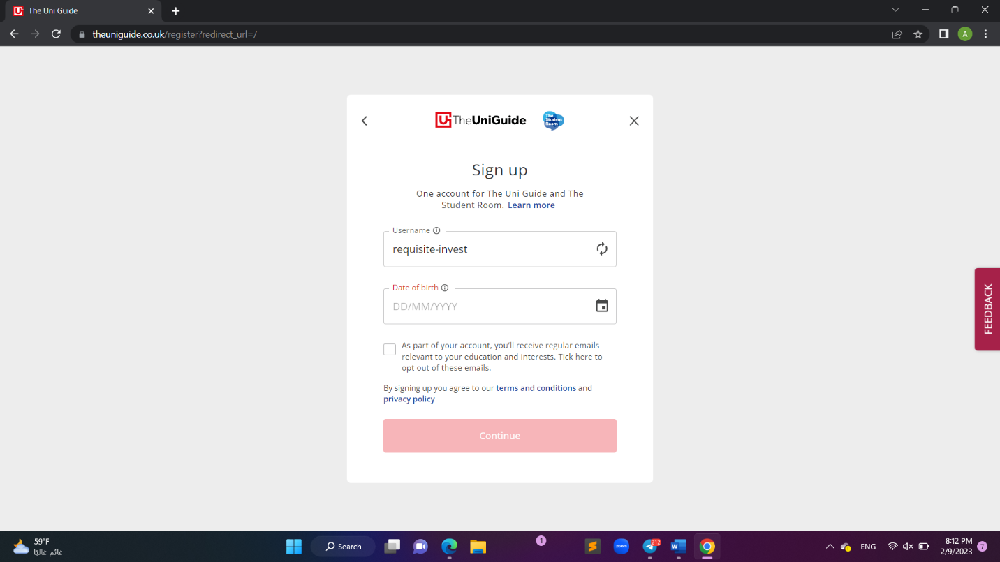 The Uni Guide
theuniguide.co.uk/register?redirect_url=/
A
TheUniGuide
The Student Room
Sign up
One account for The Uni Guide and The
Student Room. Learn more
Username
requisite-invest
Date of birth
DD/MM/YYYY
As part of your account, you'll receive regular emails
relevant to your education and interests. Tick here to
opt out of these emails.
By signing up you agree to our terms and conditions and
privacy policy
Continue
FEEDBACK
59°F
غائم غالبًا
Search
1
zoom
212
W
ENG
8:12 PM
2/9/2023
7